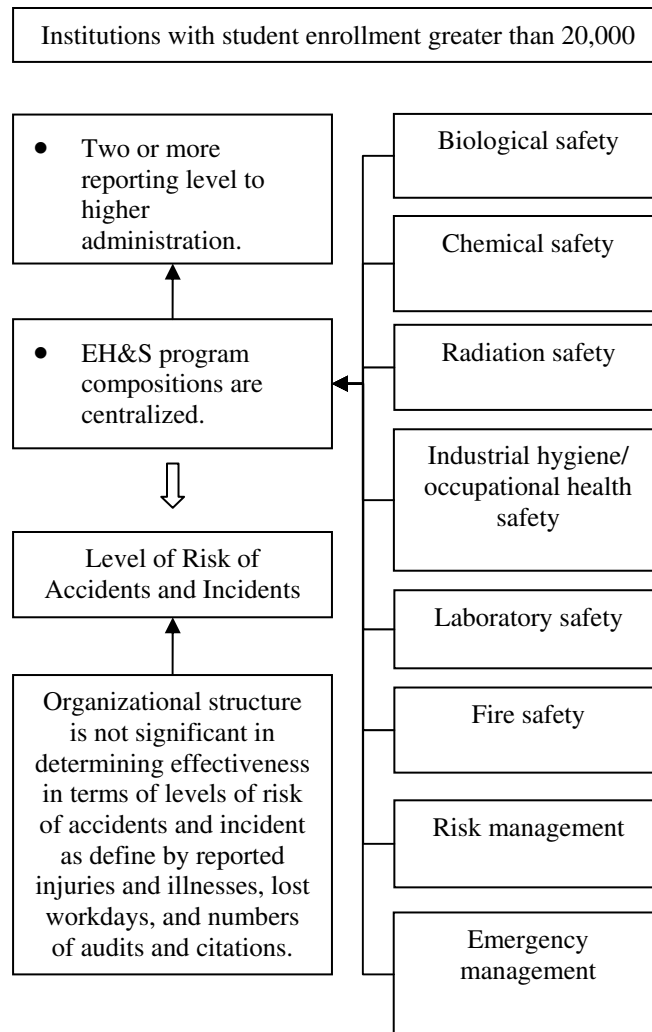 Institutions with student enrollment greater than 20,000
• Two or more
reporting level to
higher
administration.
• EH&S program
compositions are
centralized.
Level of Risk of
Accidents and Incidents
Organizational structure
is not significant in
determining effectiveness
in terms of levels of risk
of accidents and incident
as define by reported
injuries and illnesses, lost
workdays, and numbers
of audits and citations.
Biological safety
Chemical safety
Radiation safety
Industrial hygiene/
occupational health
safety
Laboratory safety
Fire safety
Risk management
Emergency
management